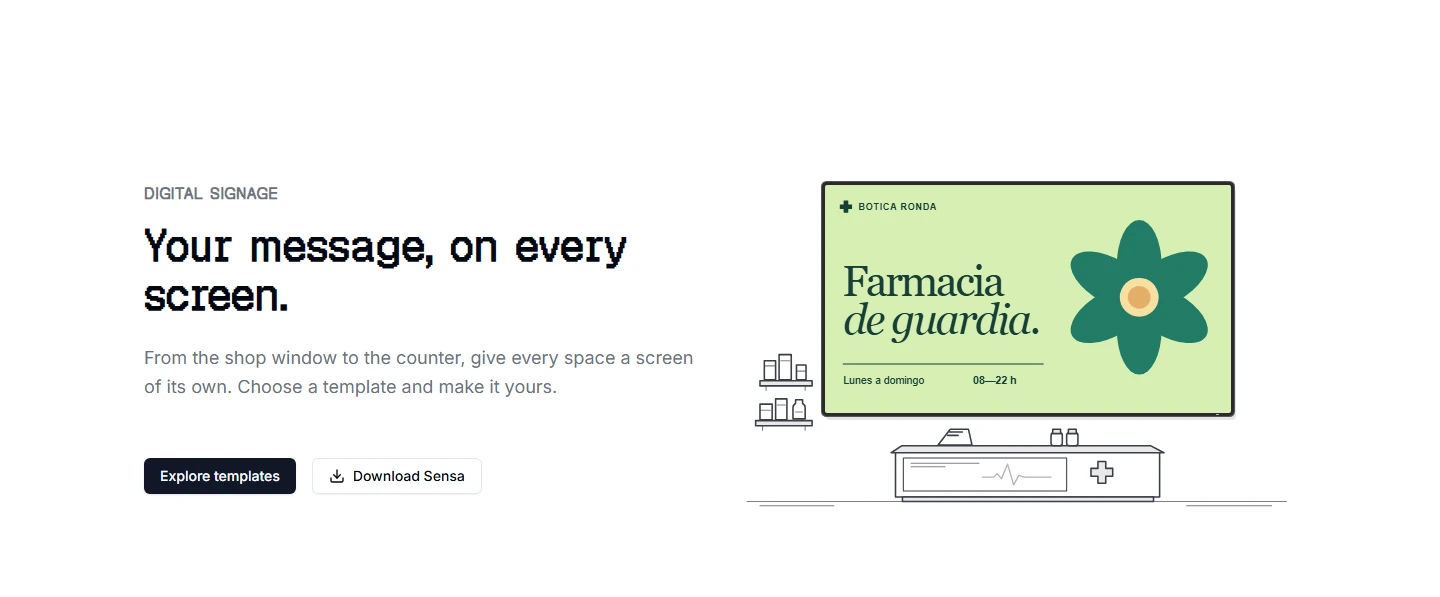 DIGITAL SIGNAGE
Your message, on every
screen.
From the shop window to the counter, give every space a screen
of its own. Choose a template and make it yours.
Explore templates
Download Sensa
BOTICA RONDA
Farmacia
de guardia.
Lunes a domingo 08—22 h